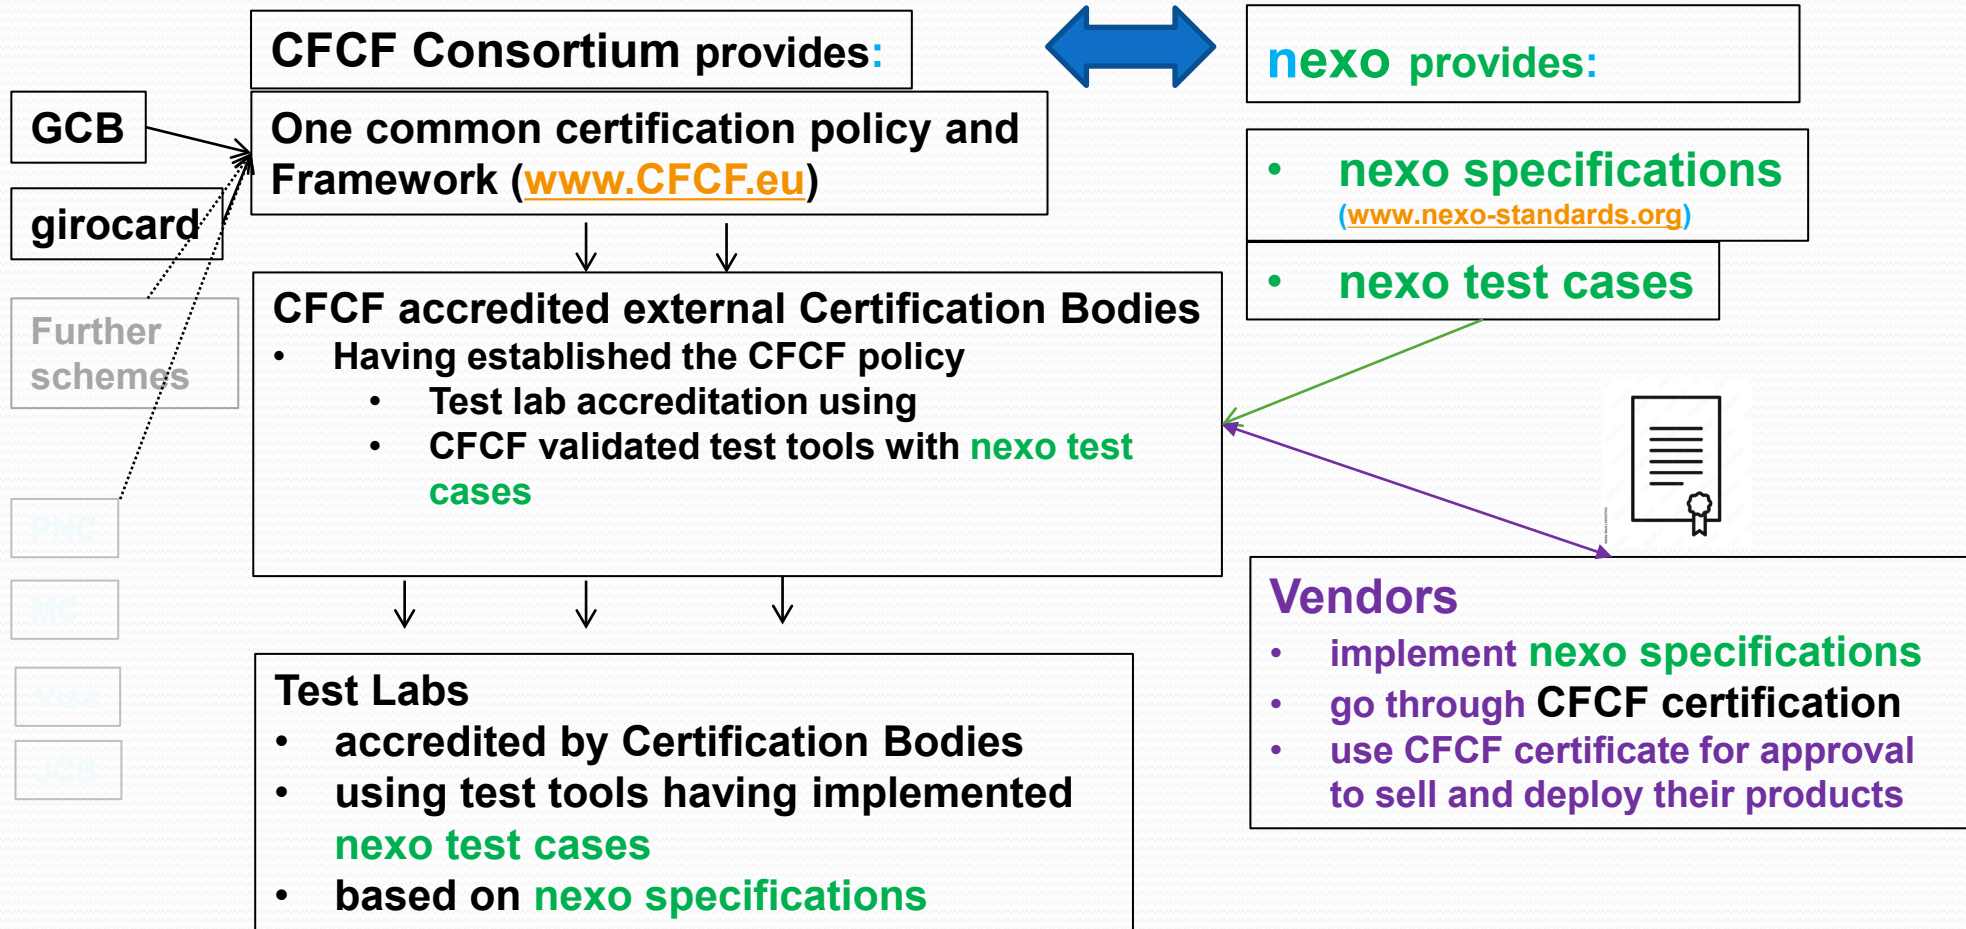 CFCF Consortium provides:
nexo provides:
GCB
One common certification policy and
Framework (www.CFCF.eu)
• nexo specifications
(www.nexo-standards.org)
girocard
• nexo test cases
CFCF accredited external Certification Bodies
• Having established the CFCF policy
• Test lab accreditation using
• CFCF validated test tools with nexo test
cases
Further
schemes
PNC
MC
Visa
JCB
Vendors
• implement nexo specifications
• go through CFCF certification
• use CFCF certificate for approval
to sell and deploy their products
Test Labs
• accredited by Certification Bodies
• using test tools having implemented
nexo test cases
• based on nexo specifications